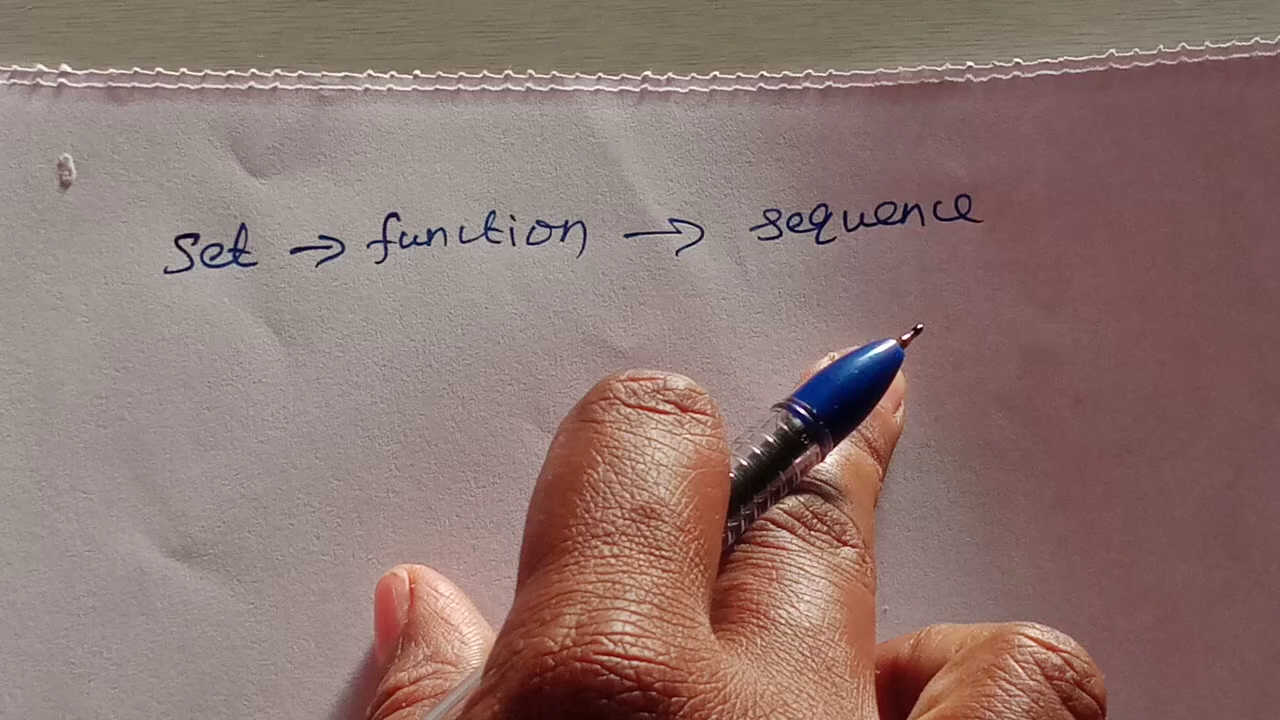 Set → function → sequence